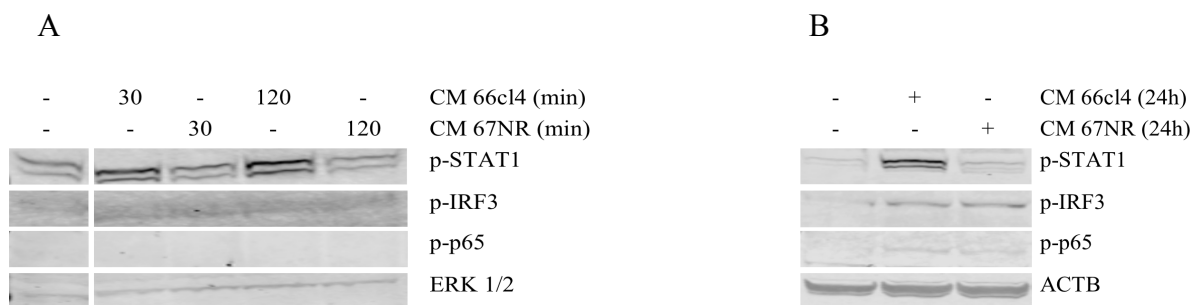 A
- 30 - 120 - CM 66cl4 (min)
- - 30 - 120 CM 67NR (min)
p-STAT1
p-IRF3
p-p65
ERK 1/2
B
- + - CM 66cl4 (24h)
- - + CM 67NR (24h)
p-STAT1
p-IRF3
p-p65
ACTB